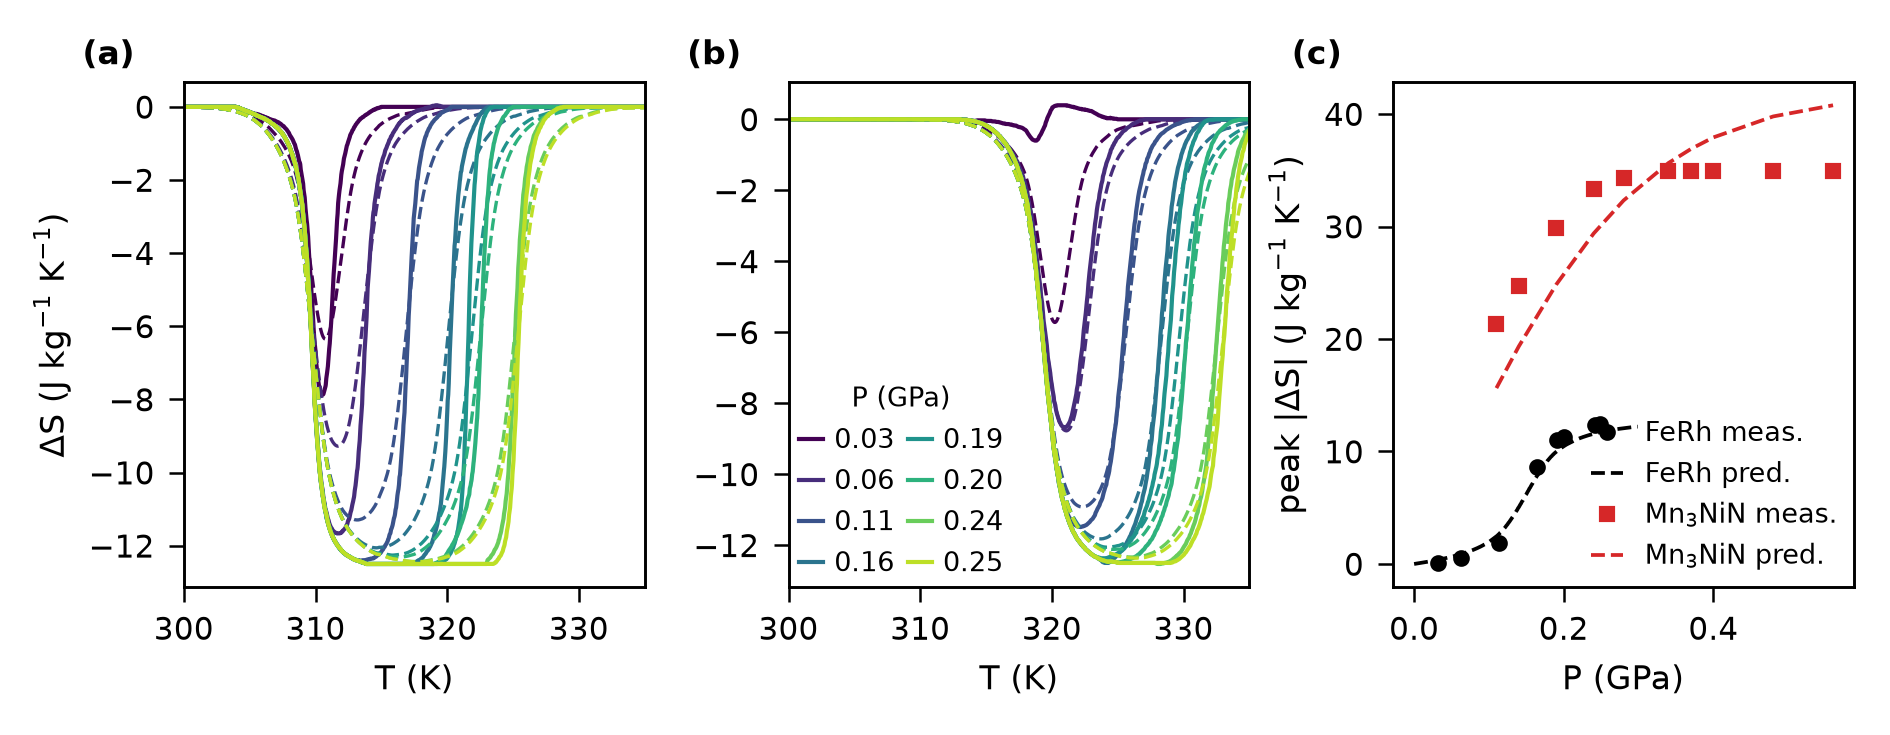 (a)
0
−2
−4
−6
−8
−10
−12
300
310
320
330
T (K)
ΔS (J kg⁻¹ K⁻¹)
(b)
0
−2
−4
−6
−8
−10
−12
300
310
320
330
T (K)
P (GPa)
0.03
0.19
0.06
0.20
0.11
0.24
0.16
0.25
(c)
40
30
20
10
0
0.0
0.2
0.4
P (GPa)
peak |ΔS| (J kg⁻¹ K⁻¹)
FeRh meas.
FeRh pred.
Mn₃NiN meas.
Mn₃NiN pred.